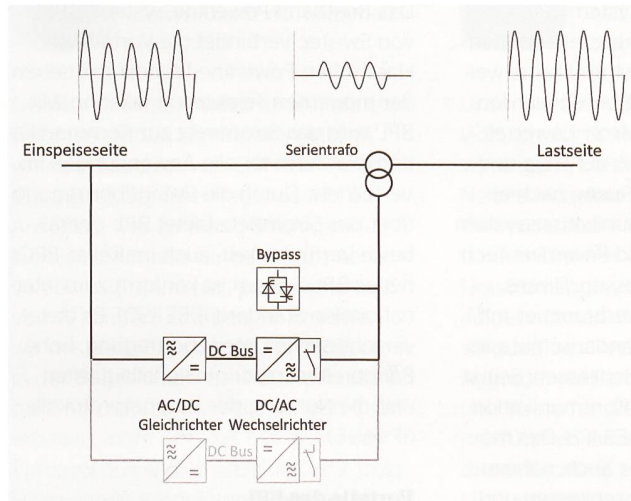 Einspeiseseite
Serientrafo
Lastseite
Bypass
DC Bus
AC/DC
Gleichrichter
DC/AC
Wechselrichter
DC Bus